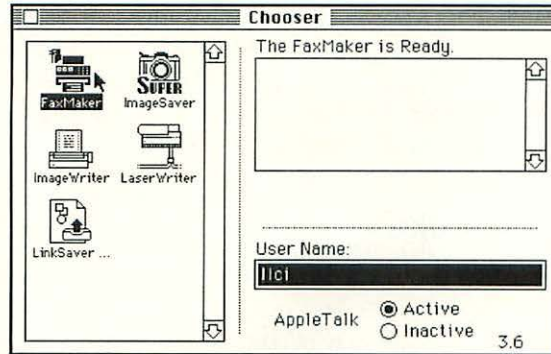 Chooser
FaxMaker
SUPER
ImageSaver
ImageWriter
LaserWriter
LinkSaver ...
The FaxMaker is Ready.
User Name:
IIci
AppleTalk
Active
Inactive
3.6